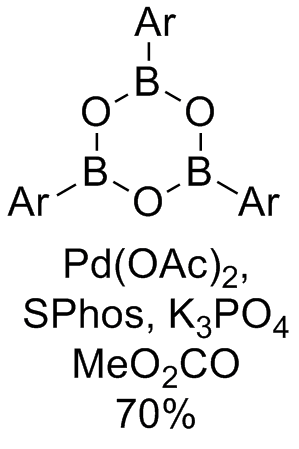 Ar
B
O O
B B
Ar O Ar
Pd(OAc)2,
SPhos, K3PO4
MeO2CO
70%